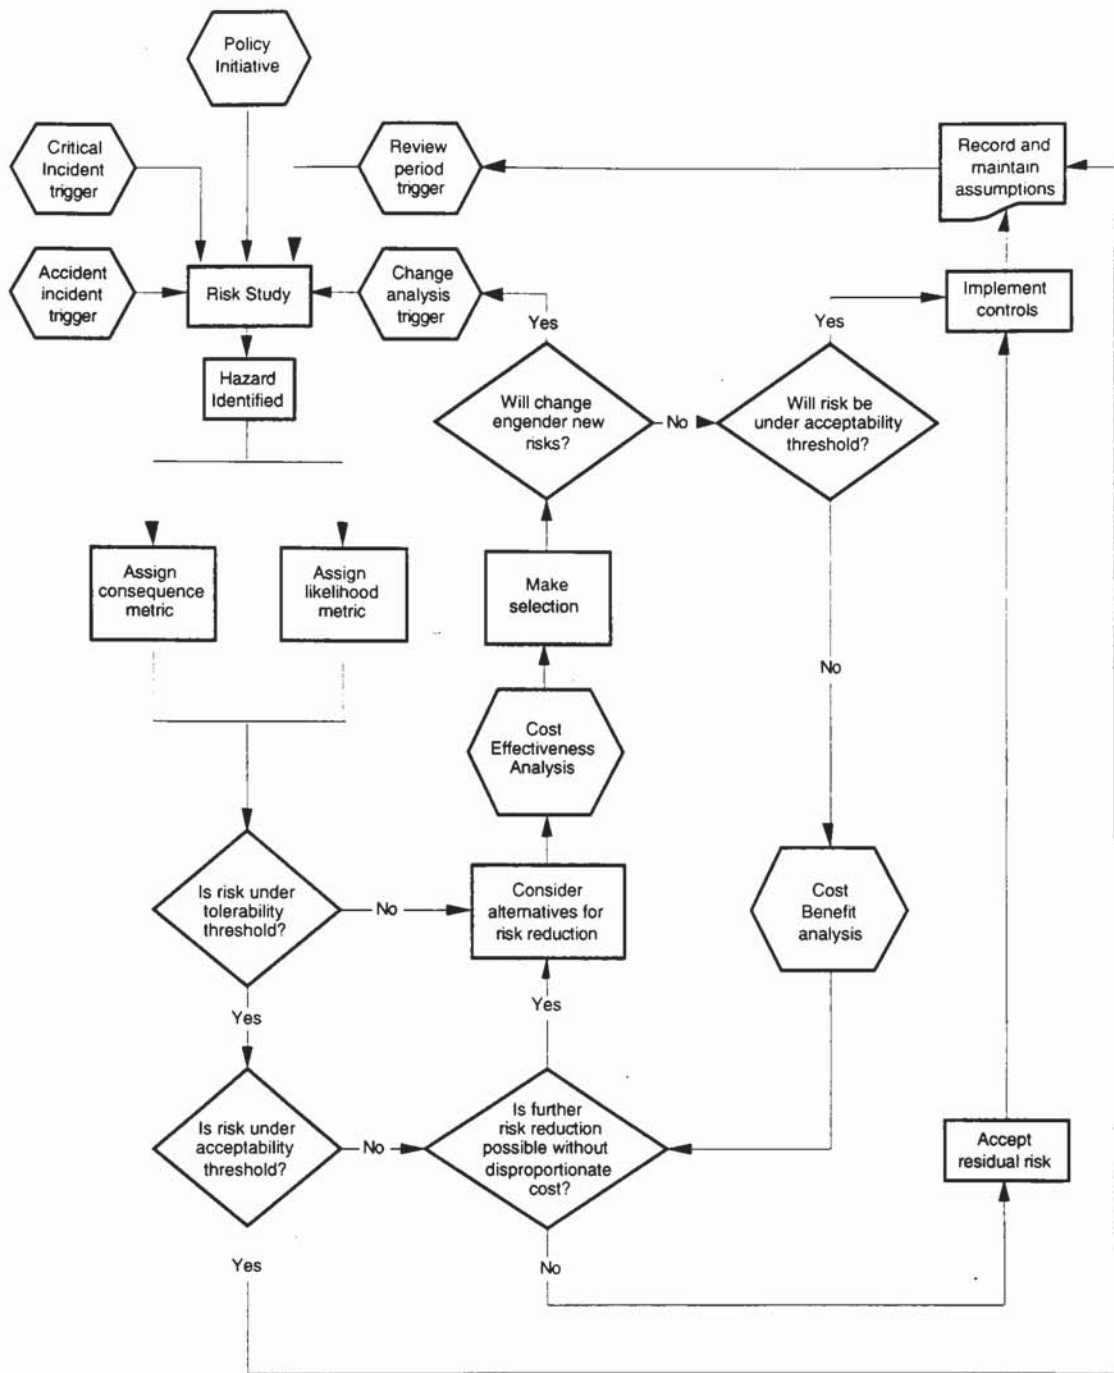 Policy
Initiative
Critical
Incident
trigger
Review
period
trigger
Record and
maintain
assumptions
Accident
incident
trigger
Risk Study
Change
analysis
trigger
Implement
controls
Yes
Yes
Hazard
Identified
Will change
engender new
risks?
No
Will risk be
under acceptability
threshold?
Assign
consequence
metric
Assign
likelihood
metric
Make
selection
No
Cost
Effectiveness
Analysis
Is risk under
tolerability
threshold?
No
Consider
alternatives for
risk reduction
Cost
Benefit
analysis
Yes
Yes
Is risk under
acceptability
threshold?
No
Is further
risk reduction
possible without
disproportionate
cost?
Accept
residual risk
Yes
No